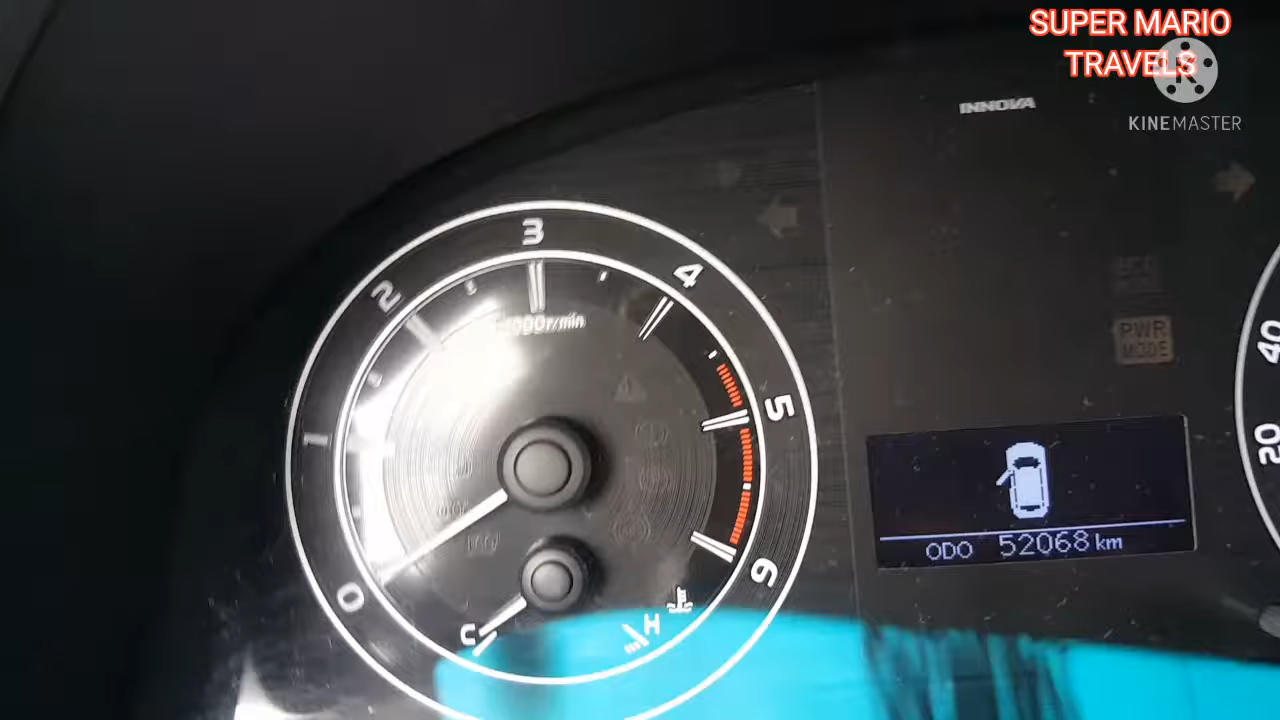 SUPER MARIO
TRAVELS
KINEMASTER
INNOVA
0
1
2
3
4
5
6
r/min
C
H
PWR
MODE
40
20
ODO 52068 km